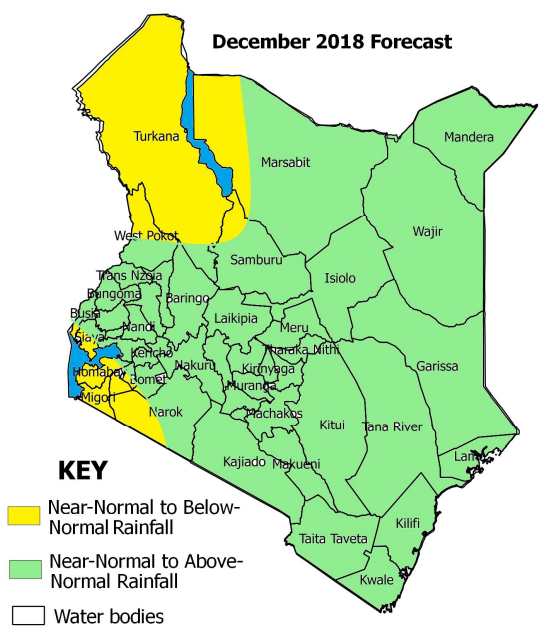 December 2018 Forecast
Turkana
Mandera
Marsabit
Wajir
West Pokot
Samburu
Trans Nzoia
Isiolo
Bungoma
Baringo
Busia
Laikipia
Nandi
Meru
Siaya
Tharaka Nithi
Kericho
Nakuru
Garissa
Kirinyaga
Homabay
Bomet
Muranga
Migori
Narok
Machakos
Kitui
Tana River
Kajiado
Makueni
Lamu
KEY
Near-Normal to Below-
Normal Rainfall
Kilifi
Taita Taveta
Near-Normal to Above-
Normal Rainfall
Kwale
Water bodies